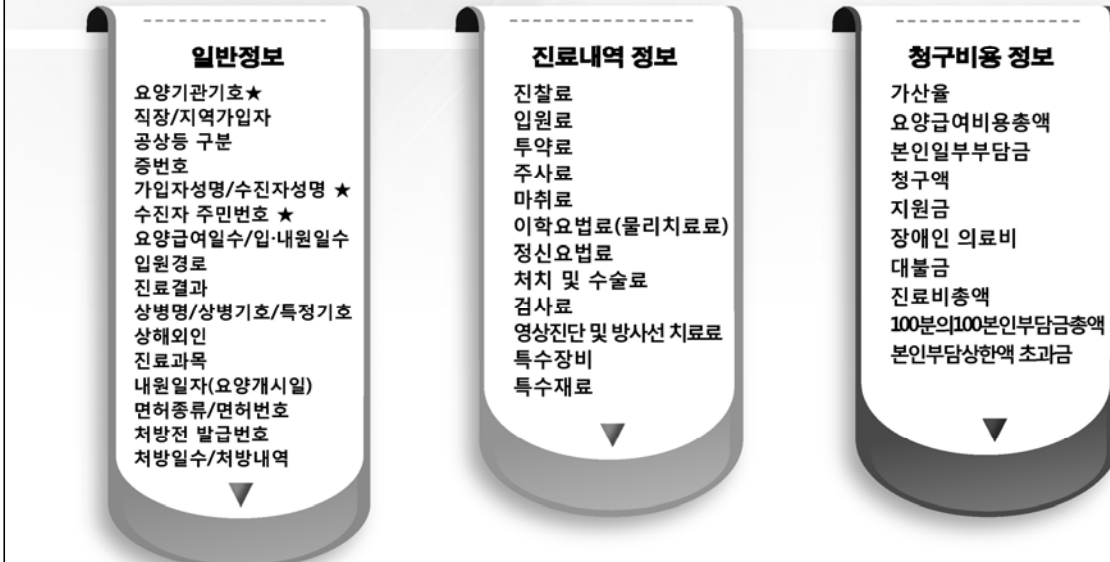 일반정보
요양기관기호★
직장/지역가입자
공상등 구분
증번호
가입자성명/수진자성명 ★
수진자 주민번호 ★
요양급여일수/입·내원일수
입원경로
진료결과
상병명/상병기호/특정기호
상해외인
진료과목
내원일자(요양개시일)
면허종류/면허번호
처방전 발급번호
처방일수/처방내역
진료내역 정보
진찰료
입원료
투약료
주사료
마취료
이학요법료(물리치료료)
정신요법료
처치 및 수술료
검사료
영상진단 및 방사선 치료료
특수장비
특수재료
청구비용 정보
가산율
요양급여비용총액
본인일부부담금
청구액
지원금
장애인 의료비
대불금
진료비총액
100분의100본인부담금총액
본인부담상한액 초과금